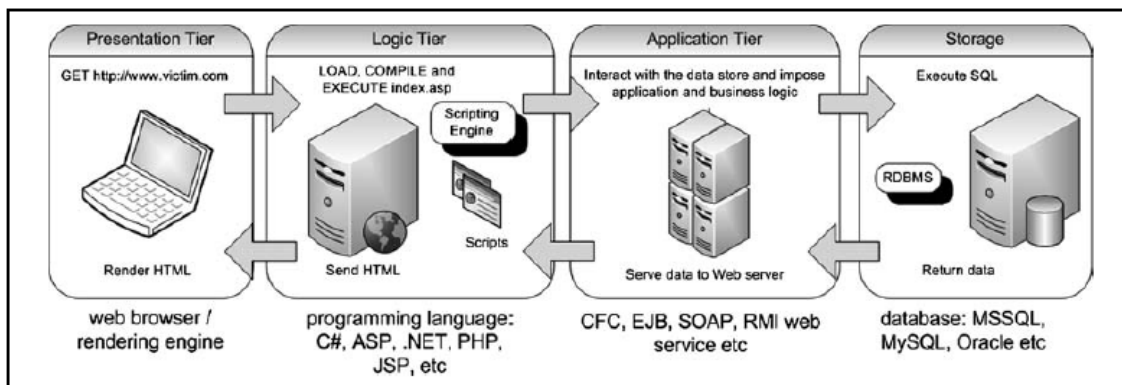 Presentation Tier
GET http://www.victim.com
Render HTML
web browser /
rendering engine
Logic Tier
LOAD, COMPILE and
EXECUTE index.asp
Scripting
Engine
Scripts
Send HTML
programming language:
C#, ASP, .NET, PHP,
JSP, etc
Application Tier
Interact with the data store and impose
application and business logic
Serve data to Web server
CFC, EJB, SOAP, RMI web
service etc
Storage
Execute SQL
RDBMS
Return data
database: MSSQL,
MySQL, Oracle etc